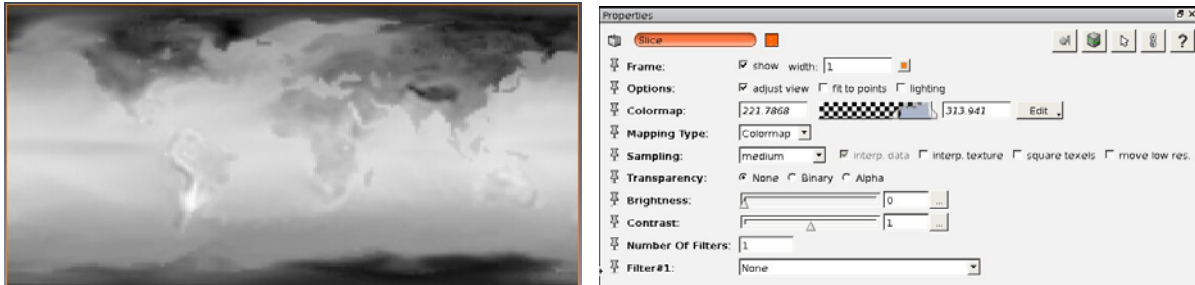 Properties
Slice
?
Frame: show width: 1
Options: adjust view fit to points lighting
Colormap: 221.7868 313.941 Edit
Mapping Type: Colormap
Sampling: medium interp. data interp. texture square texels move low res.
Transparency: None Binary Alpha
Brightness: 0 ...
Contrast: 1 ...
Number Of Filters: 1
Filter#1: None